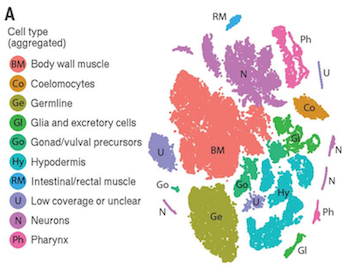 A
Cell type
(aggregated)
BM Body wall muscle
Co Coelomocytes
Ge Germline
Gl Glia and excretory cells
Go Gonad/vulval precursors
Hy Hypodermis
RM Intestinal/rectal muscle
U Low coverage or unclear
N Neurons
Ph Pharynx
RM
Ph
N
U
Co
Gl
N
U
BM
Go
Go
Hy
N
N
U
Ge
Ph
Gl